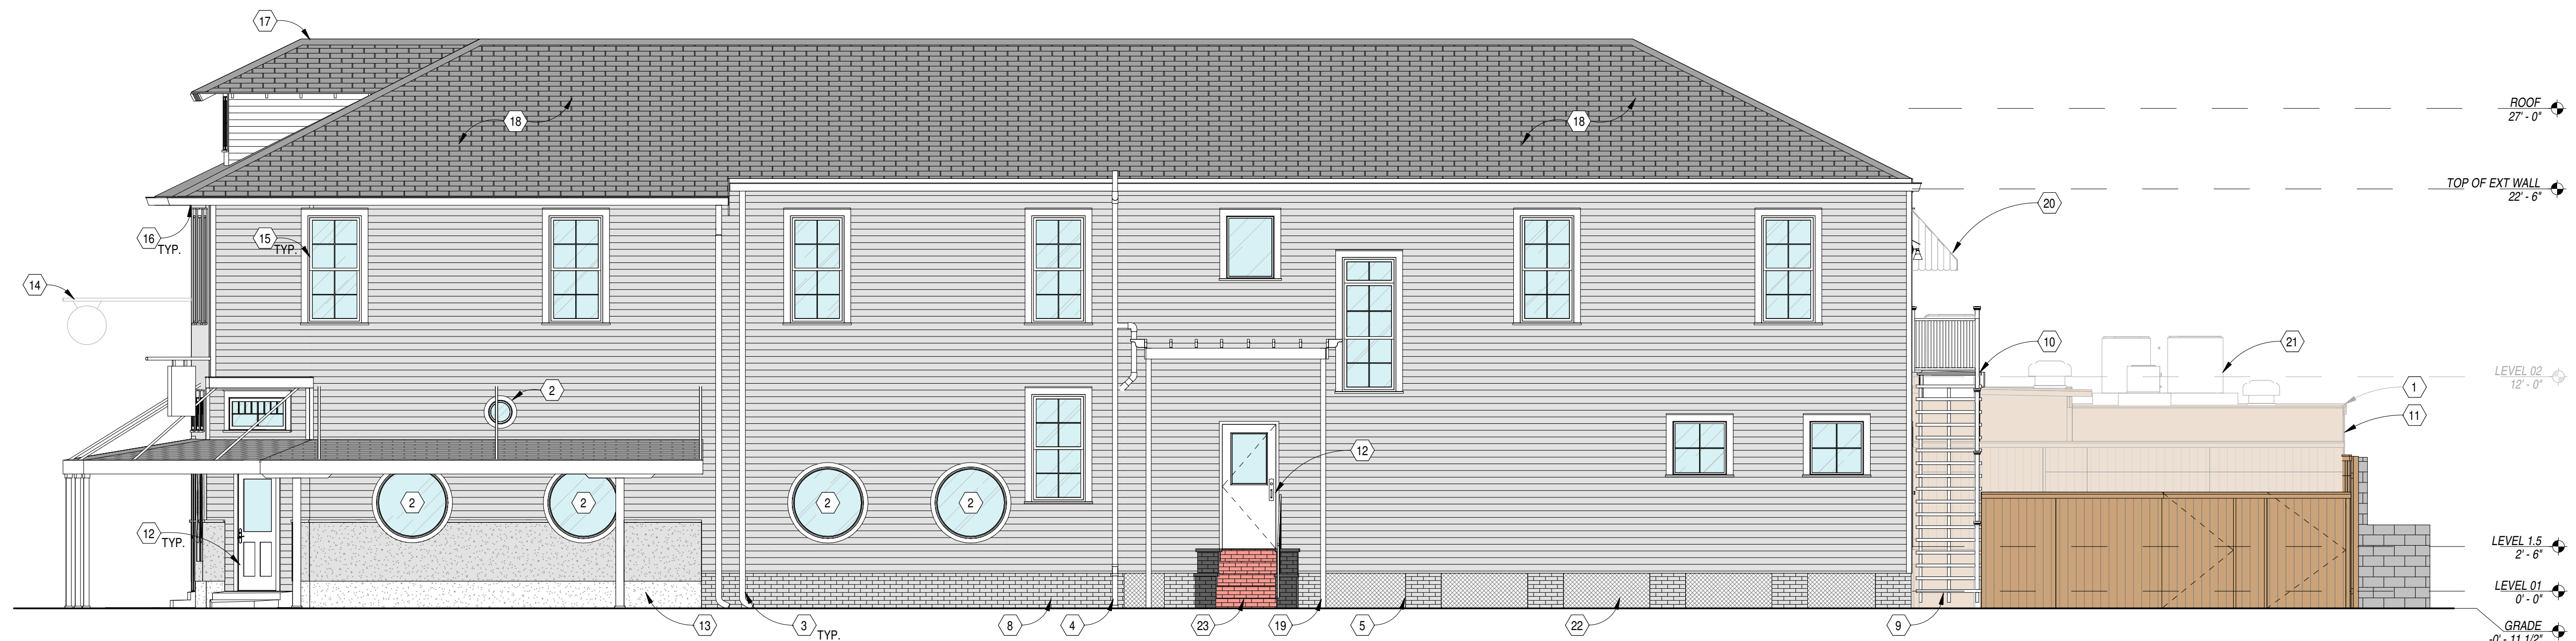 17
18
18
ROOF
27' - 0"
TOP OF EXT WALL
22' - 6"
20
16
TYP.
15
TYP.
14
10
21
LEVEL 02
12' - 0"
1
2
11
12
2
2
2
2
12
TYP.
LEVEL 1.5
2' - 6"
LEVEL 01
0' - 0"
13
3
TYP.
8
4
23
19
5
22
9
GRADE
-0' - 11 1/2"